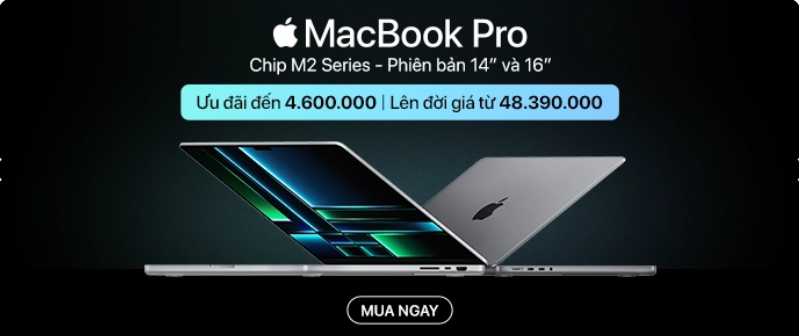 MacBook Pro
Chip M2 Series - Phiên bản 14” và 16”
Ưu đãi đến 4.600.000 | Lên đời giá từ 48.390.000
MUA NGAY